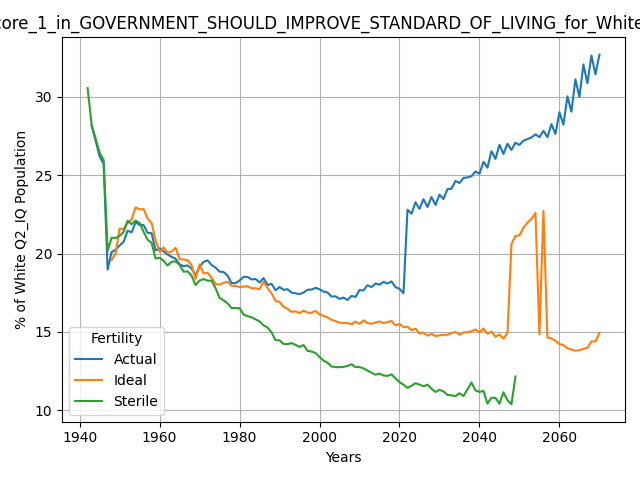 core_1_in_GOVERNMENT_SHOULD_IMPROVE_STANDARD_OF_LIVING_for_White
% of White Q2_IQ Population
30
25
20
15
10
Fertility
Actual
Ideal
Sterile
1940 1960 1980 2000 2020 2040 2060
Years